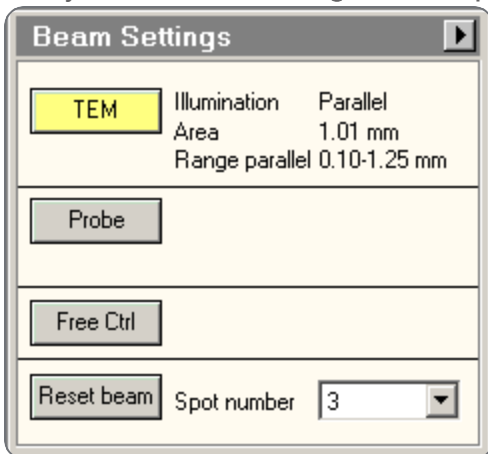 Beam Settings
TEM Illumination Parallel
Area 1.01 mm
Range parallel 0.10-1.25 mm
Probe
Free Ctrl
Reset beam Spot number 3